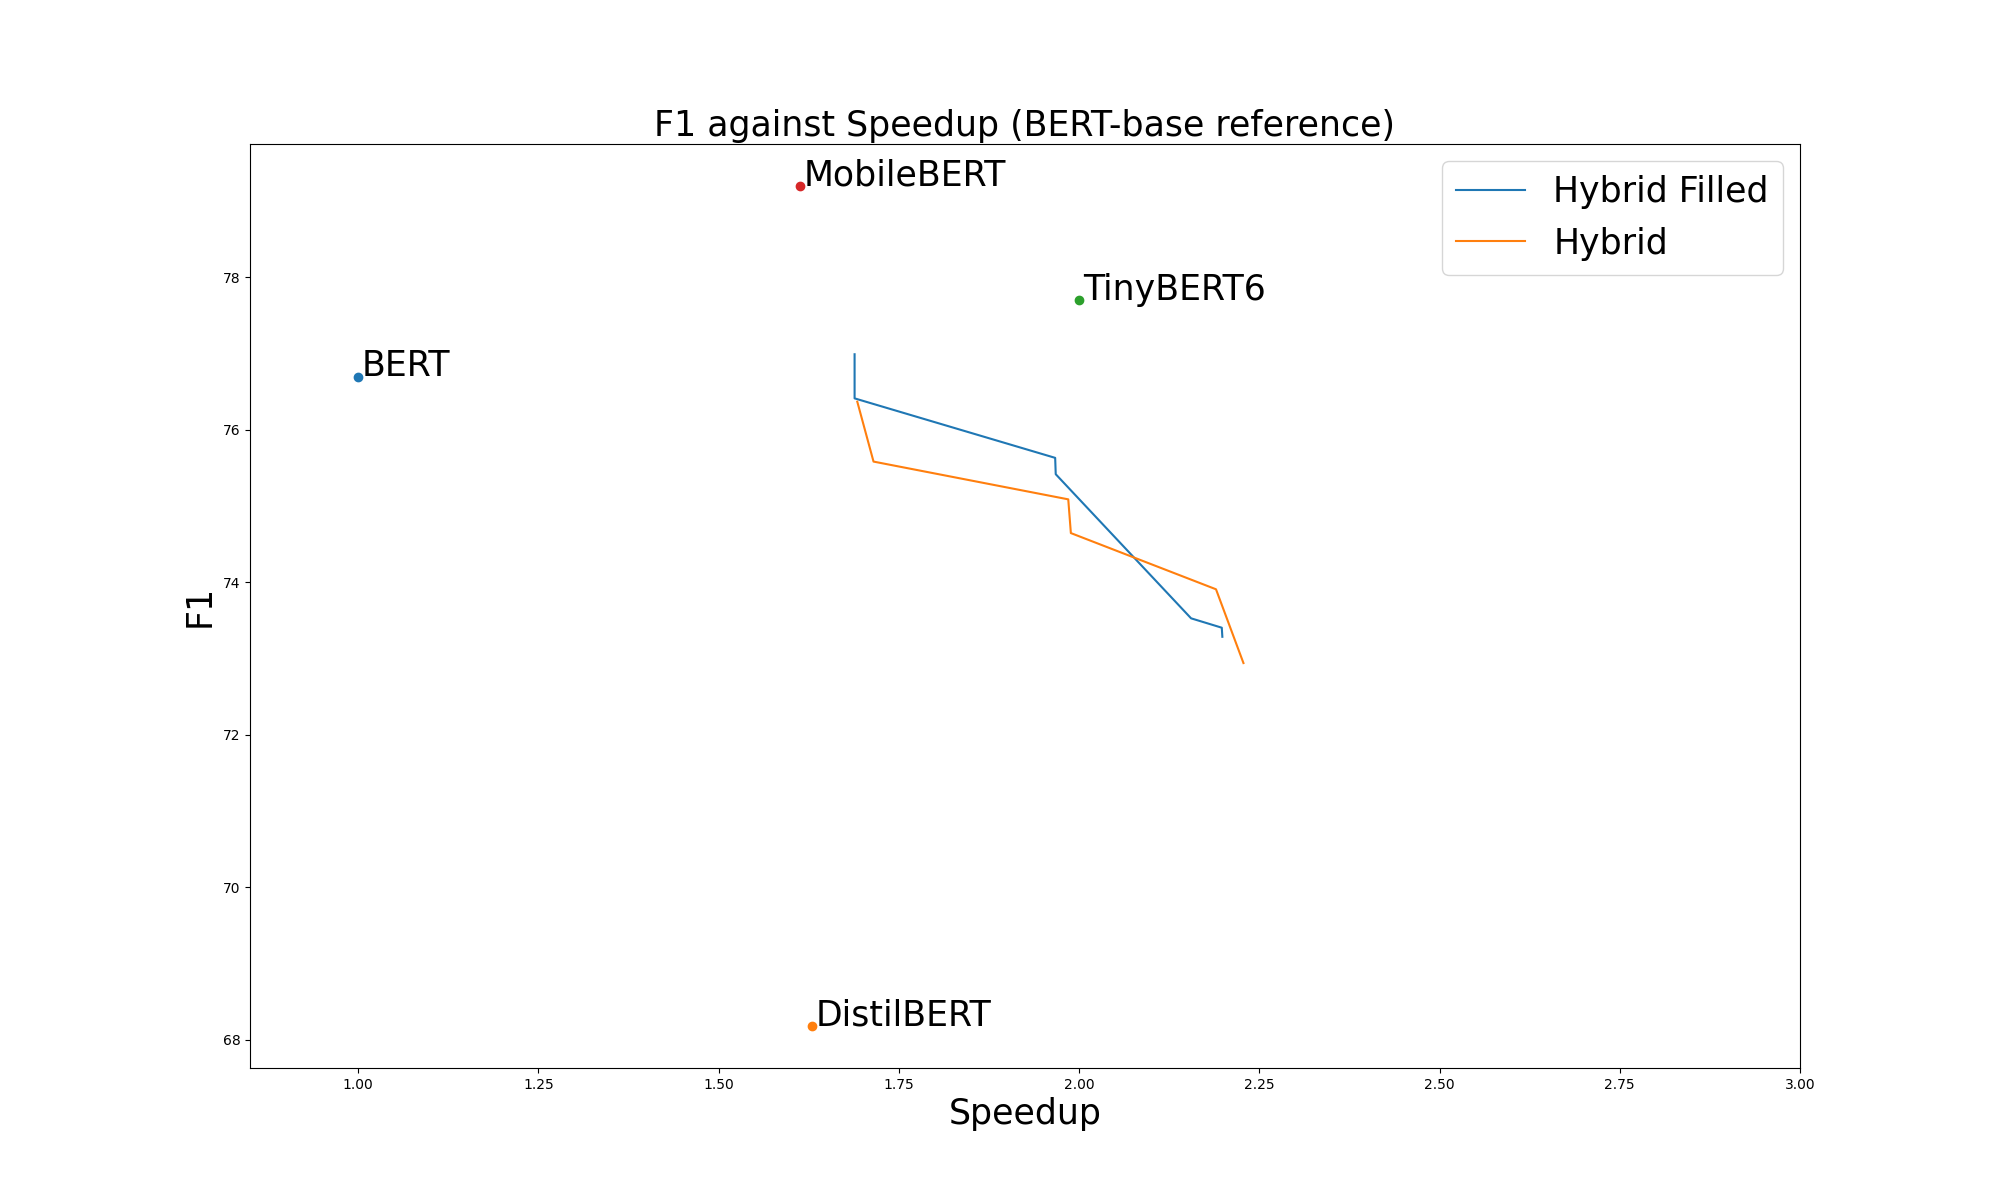 F1 against Speedup (BERT-base reference)
MobileBERT
Hybrid Filled
Hybrid
TinyBERT6
BERT
DistilBERT
F1
78
76
74
72
70
68
1.00 1.25 1.50 1.75 2.00 2.25 2.50 2.75 3.00
Speedup